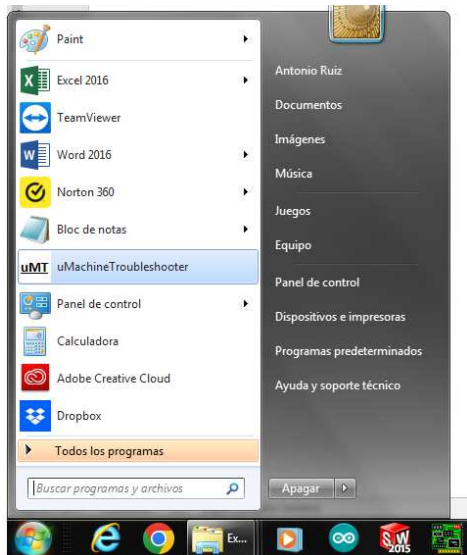 Paint
Excel 2016
TeamViewer
Word 2016
Norton 360
Bloc de notas
uMT uMachineTroubleshooter
Panel de control
Calculadora
Adobe Creative Cloud
Dropbox
Todos los programas
Buscar programas y archivos
Antonio Ruiz
Documentos
Imágenes
Música
Juegos
Equipo
Panel de control
Dispositivos e impresoras
Programas predeterminados
Ayuda y soporte técnico
Apagar
Ex...
SW
2015